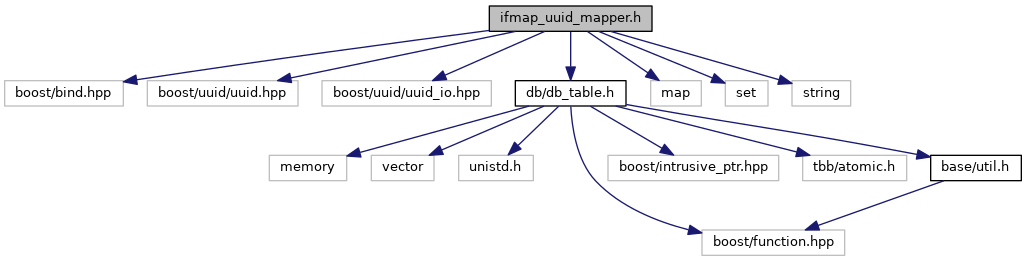 ifmap_uuid_mapper.h
boost/bind.hpp
boost/uuid/uuid.hpp
boost/uuid/uuid_io.hpp
db/db_table.h
map
set
string
memory
vector
unistd.h
boost/intrusive_ptr.hpp
tbb/atomic.h
base/util.h
boost/function.hpp